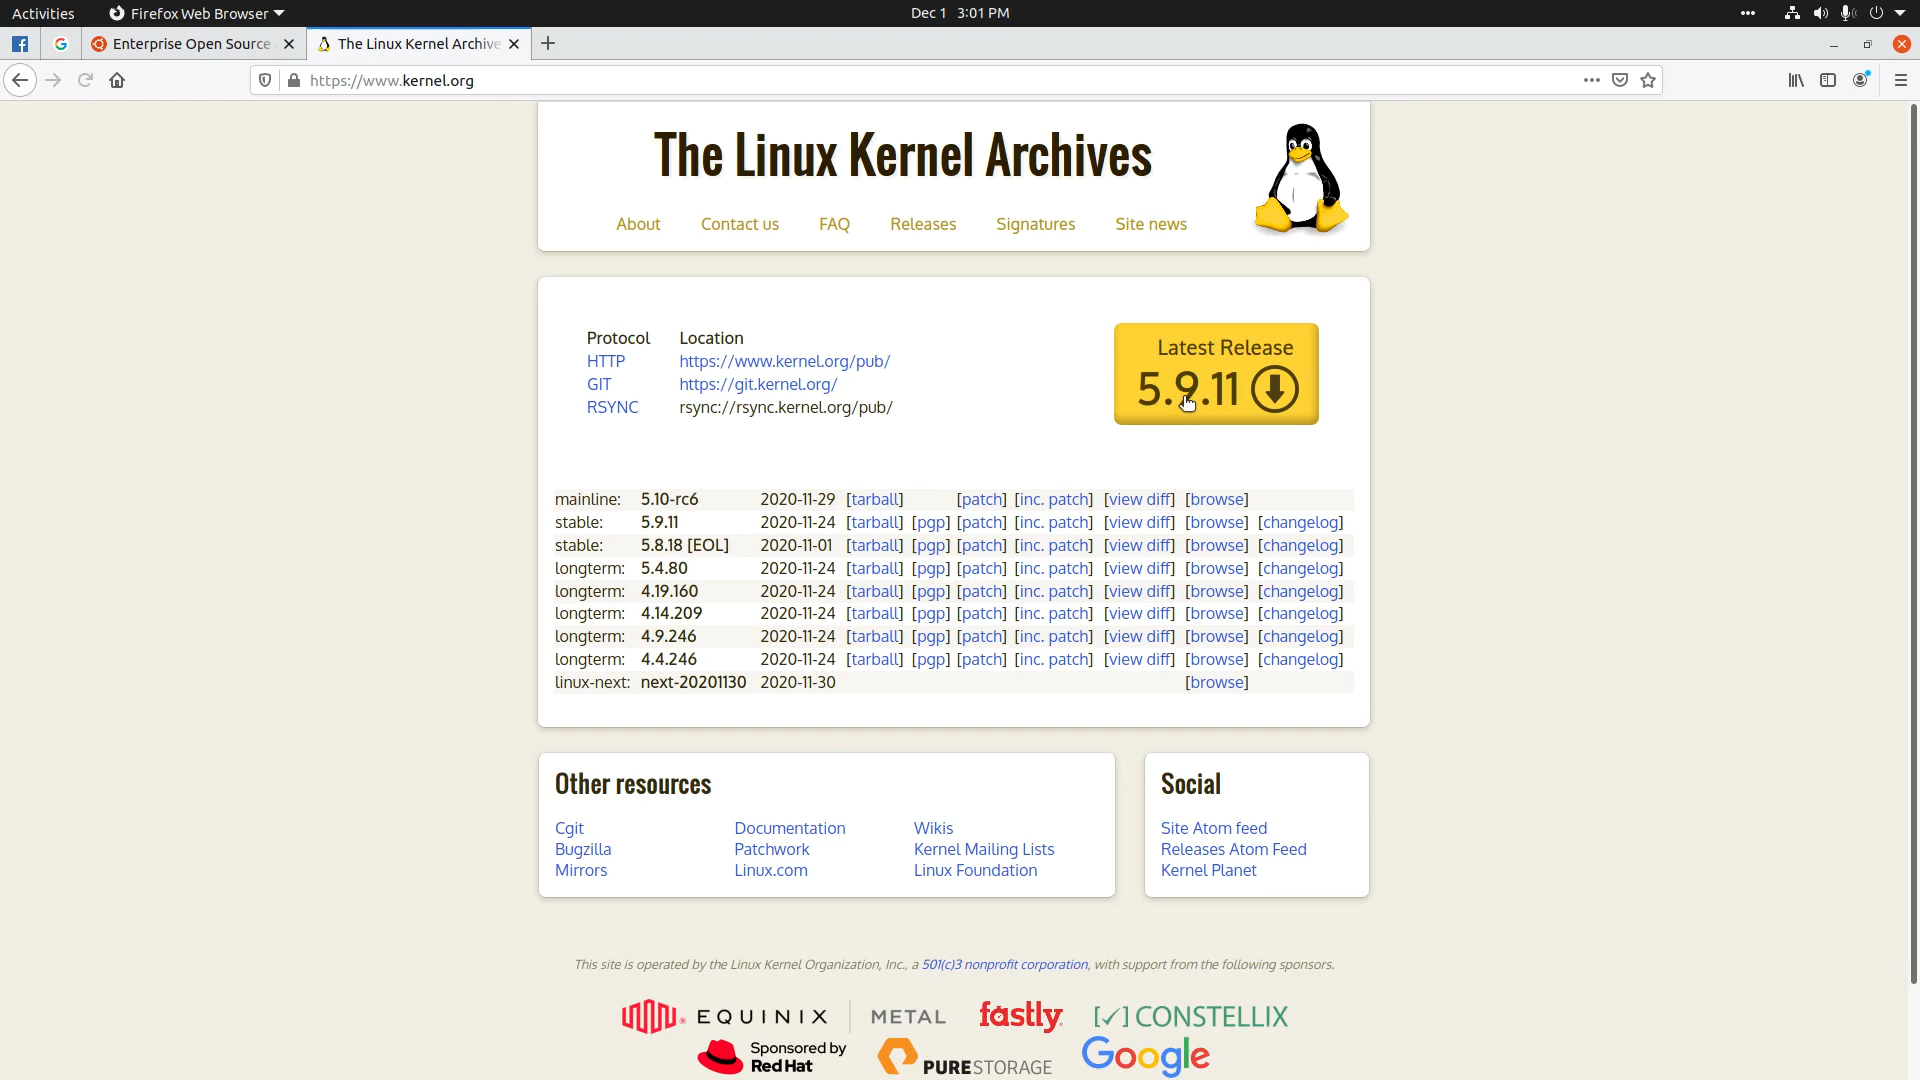 Activities Firefox Web Browser Dec 1 3:01 PM
Enterprise Open Source The Linux Kernel Archive
https://www.kernel.org
The Linux Kernel Archives
About Contact us FAQ Releases Signatures Site news
Protocol Location
HTTP https://www.kernel.org/pub/
GIT https://git.kernel.org/
RSYNC rsync://rsync.kernel.org/pub/
Latest Release
5.9.11
mainline: 5.10-rc6 2020-11-29 [tarball] [patch] [inc. patch] [view diff] [browse]
stable: 5.9.11 2020-11-24 [tarball] [pgp] [patch] [inc. patch] [view diff] [browse] [changelog]
stable: 5.8.18 [EOL] 2020-11-01 [tarball] [pgp] [patch] [inc. patch] [view diff] [browse] [changelog]
longterm: 5.4.80 2020-11-24 [tarball] [pgp] [patch] [inc. patch] [view diff] [browse] [changelog]
longterm: 4.19.160 2020-11-24 [tarball] [pgp] [patch] [inc. patch] [view diff] [browse] [changelog]
longterm: 4.14.209 2020-11-24 [tarball] [pgp] [patch] [inc. patch] [view diff] [browse] [changelog]
longterm: 4.9.246 2020-11-24 [tarball] [pgp] [patch] [inc. patch] [view diff] [browse] [changelog]
longterm: 4.4.246 2020-11-24 [tarball] [pgp] [patch] [inc. patch] [view diff] [browse] [changelog]
linux-next: next-20201130 2020-11-30 [browse]
Other resources
Cgit Documentation Wikis
Bugzilla Patchwork Kernel Mailing Lists
Mirrors Linux.com Linux Foundation
Social
Site Atom feed
Releases Atom Feed
Kernel Planet
This site is operated by the Linux Kernel Organization, Inc., a 501(c)3 nonprofit corporation, with support from the following sponsors.
EQUINIX METAL fastly CONSTELLIX
Sponsored by
Red Hat
PURESTORAGE Google